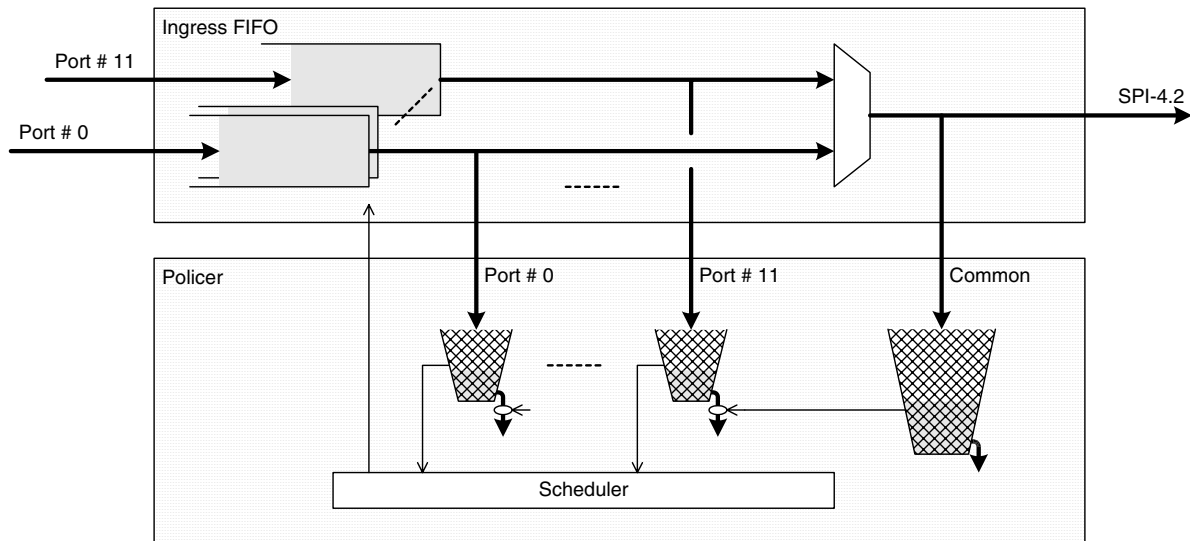 Ingress FIFO
Port # 11
SPI-4.2
Port # 0
Policer
Port # 0
Port # 11
Common
Scheduler